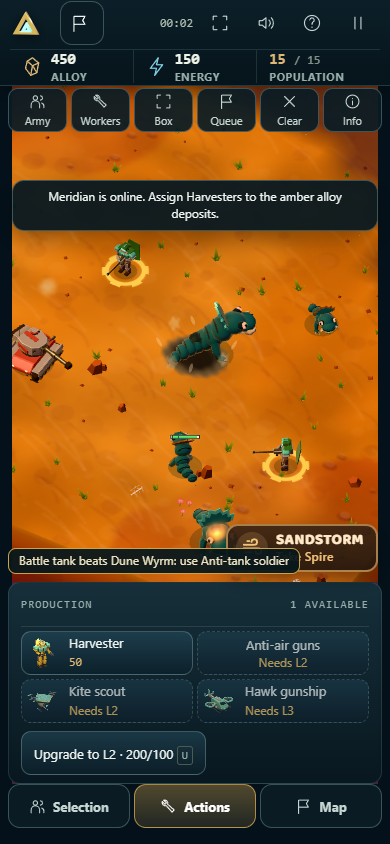 00:02
450
ALLOY
150
ENERGY
15 / 15
POPULATION
Army
Workers
Box
Queue
Clear
Info
Meridian is online. Assign Harvesters to the amber alloy
deposits.
SANDSTORM
Spire
Battle tank beats Dune Wyrm: use Anti-tank soldier
PRODUCTION
1 AVAILABLE
Harvester
50
Anti-air guns
Needs L2
Kite scout
Needs L2
Hawk gunship
Needs L3
Upgrade to L2 · 200/100 U
Selection
Actions
Map